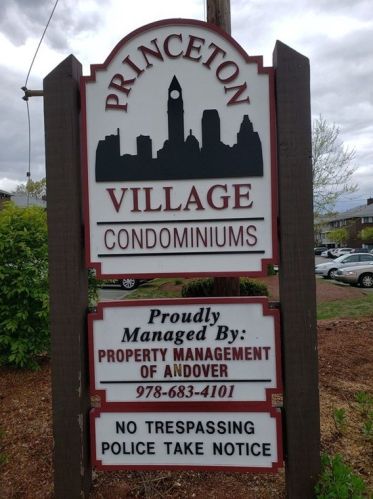 PRINCETON
VILLAGE
CONDOMINIUMS
Proudly
Managed By:
PROPERTY MANAGEMENT
OF ANDOVER
978-683-4101
NO TRESPASSING
POLICE TAKE NOTICE